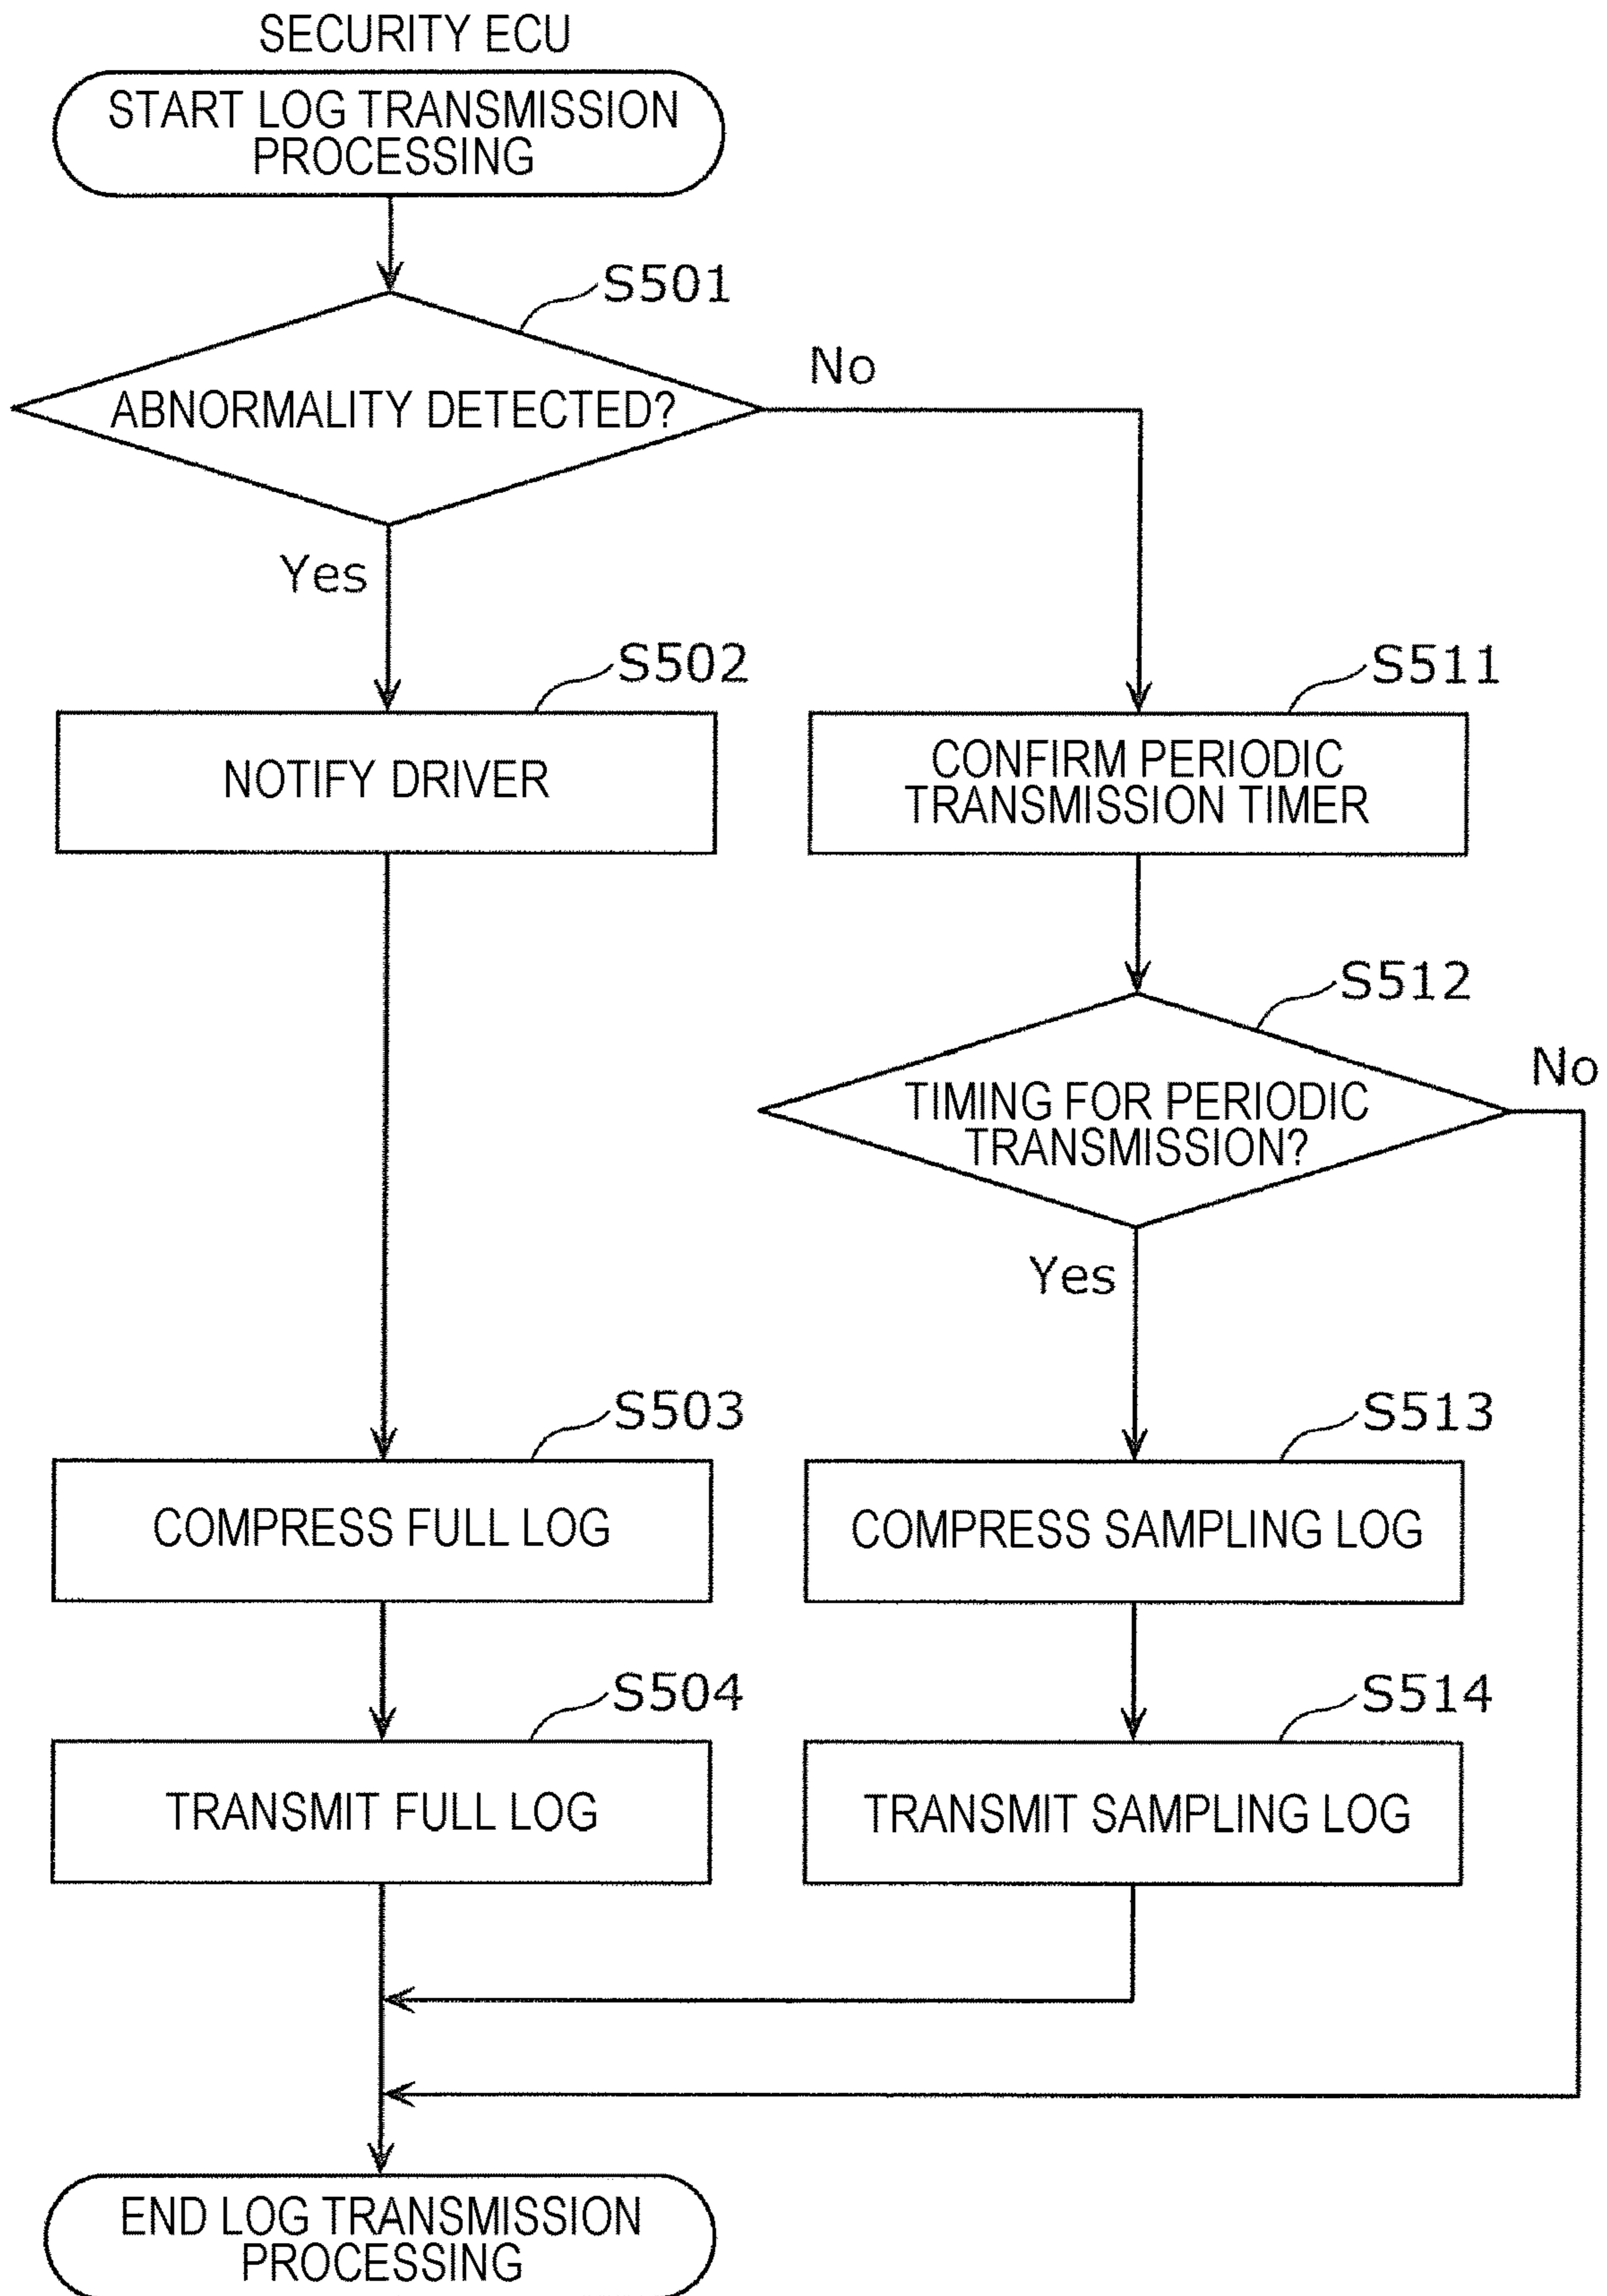 SECURITY ECU
START LOG TRANSMISSION
PROCESSING
S501
ABNORMALITY DETECTED?
No
Yes
S502
NOTIFY DRIVER
S511
CONFIRM PERIODIC
TRANSMISSION TIMER
S512
TIMING FOR PERIODIC
TRANSMISSION?
No
Yes
S503
COMPRESS FULL LOG
S513
COMPRESS SAMPLING LOG
S504
TRANSMIT FULL LOG
S514
TRANSMIT SAMPLING LOG
END LOG TRANSMISSION
PROCESSING